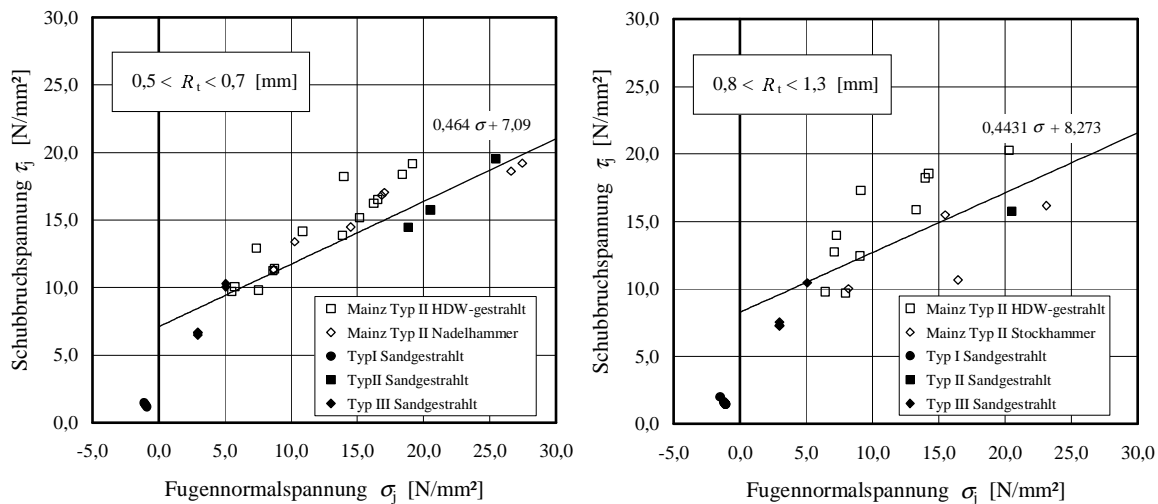 30,0
25,0
20,0
15,0
10,0
5,0
0,0
-5,0 0,0 5,0 10,0 15,0 20,0 25,0 30,0
Schubbruchspannung τj [N/mm²]
Fugennormalspannung σj [N/mm²]
0,5 < Rt < 0,7 [mm]
0,464 σ + 7,09
Mainz Typ II HDW-gestrahlt
Mainz Typ II Nadelhammer
TypI Sandgestrahlt
TypII Sandgestrahlt
Typ III Sandgestrahlt
30,0
25,0
20,0
15,0
10,0
5,0
0,0
-5,0 0,0 5,0 10,0 15,0 20,0 25,0 30,0
Schubbruchspannung τj [N/mm²]
Fugennormalspannung σj [N/mm²]
0,8 < Rt < 1,3 [mm]
0,4431 σ + 8,273
Mainz Typ II HDW-gestrahlt
Mainz Typ II Stockhammer
Typ I Sandgestrahlt
Typ II Sandgestrahlt
Typ III Sandgestrahlt